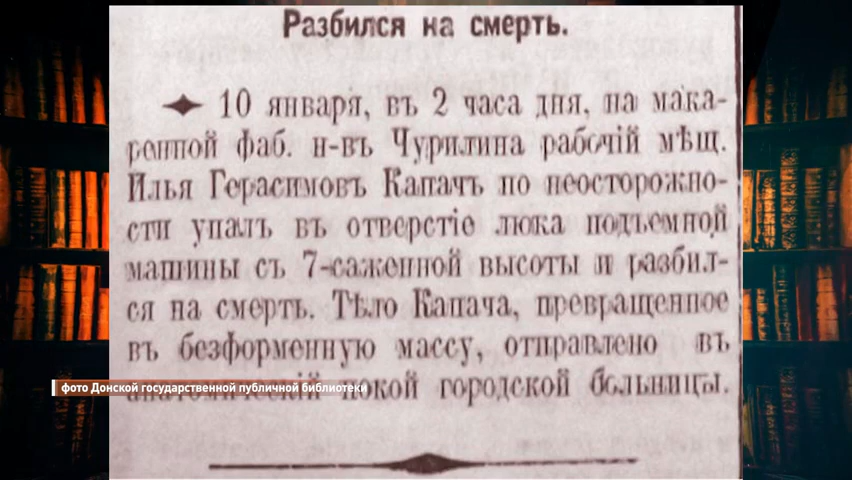 Разбился на смерть.
10 января, въ 2 часа дня, на мака-
ронной фаб. н-въ Чурилина рабочій мѣщ.
Илья Герасимовъ Капачъ по неосторожно-
сти упалъ въ отверстіе люка подъемной
машины съ 7-саженной высоты и разбил-
ся на смерть. Тѣло Капача, превращенное
въ безформенную массу, отправлено въ
фото Донской государственной публичной библиотеки
покой городской больницы.